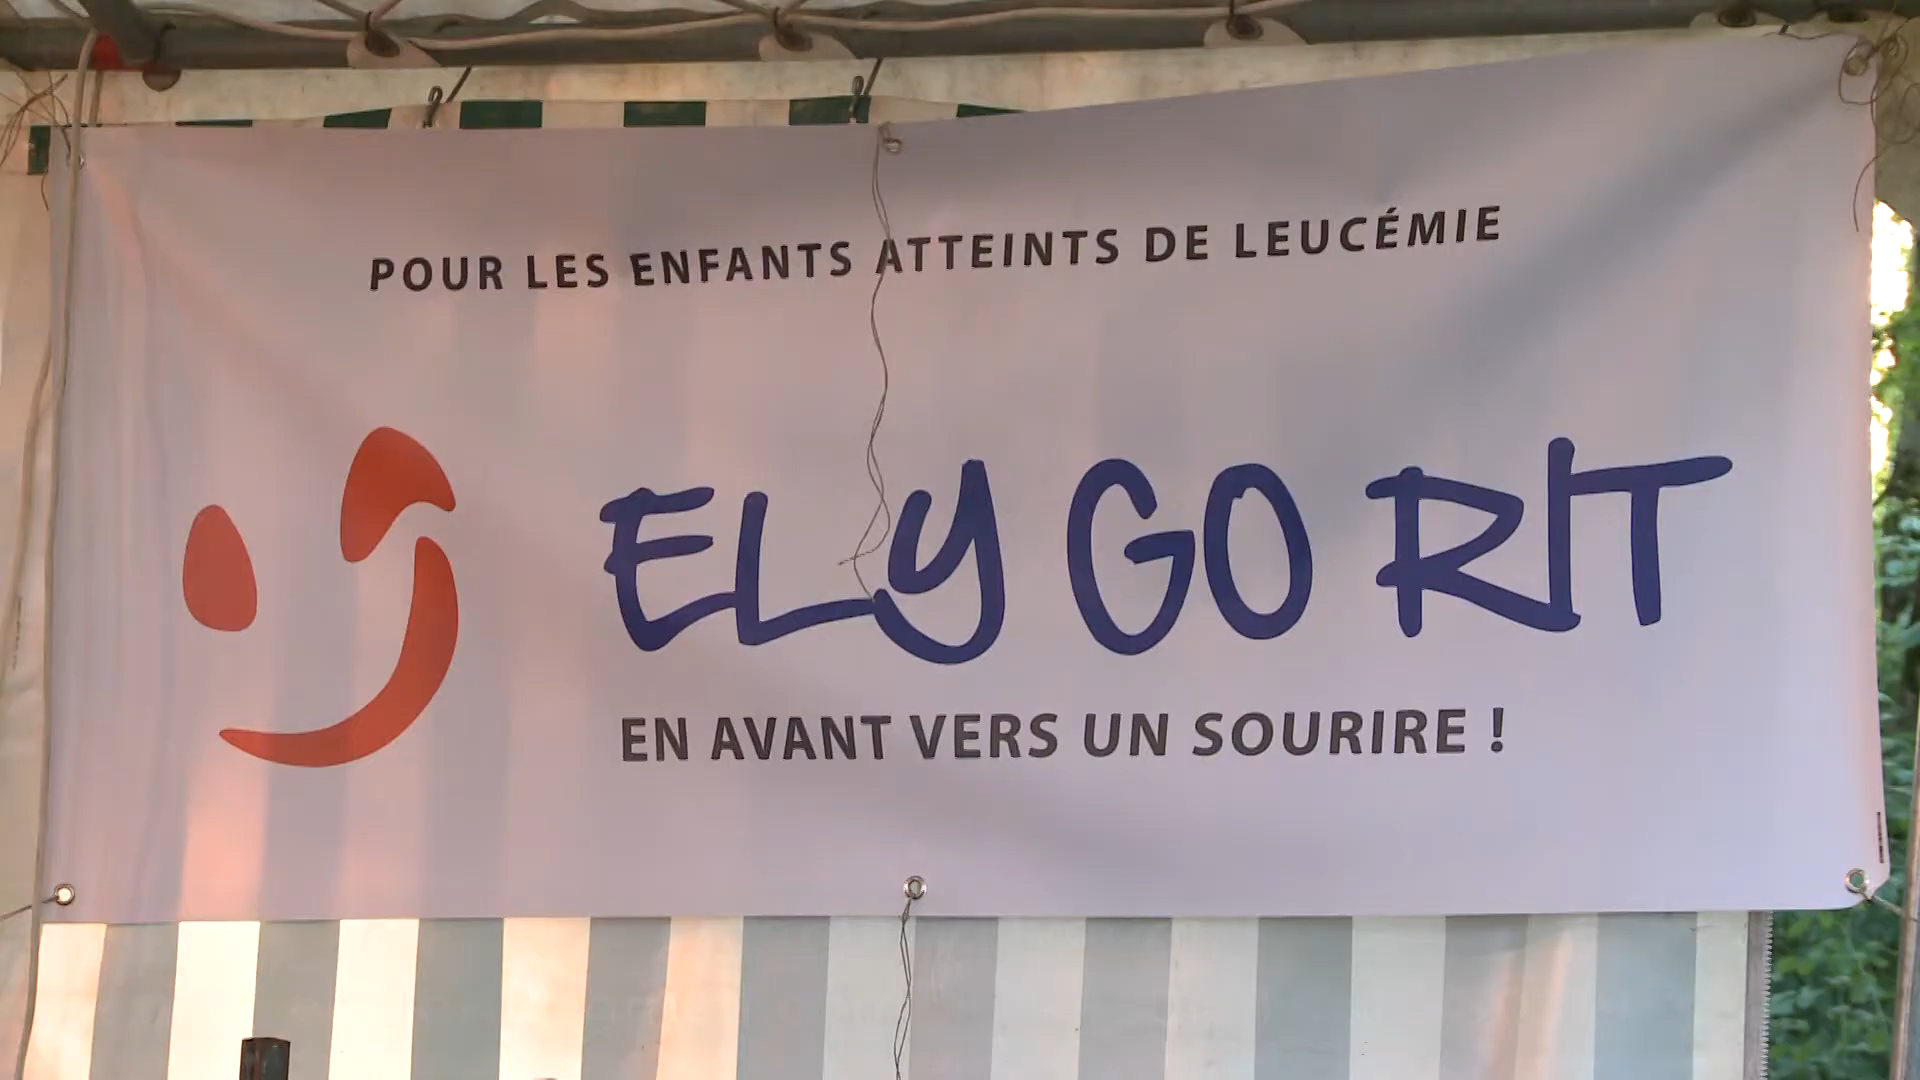 POUR LES ENFANTS ATTEINTS DE LEUCÉMIE
ELY GO RIT
EN AVANT VERS UN SOURIRE !